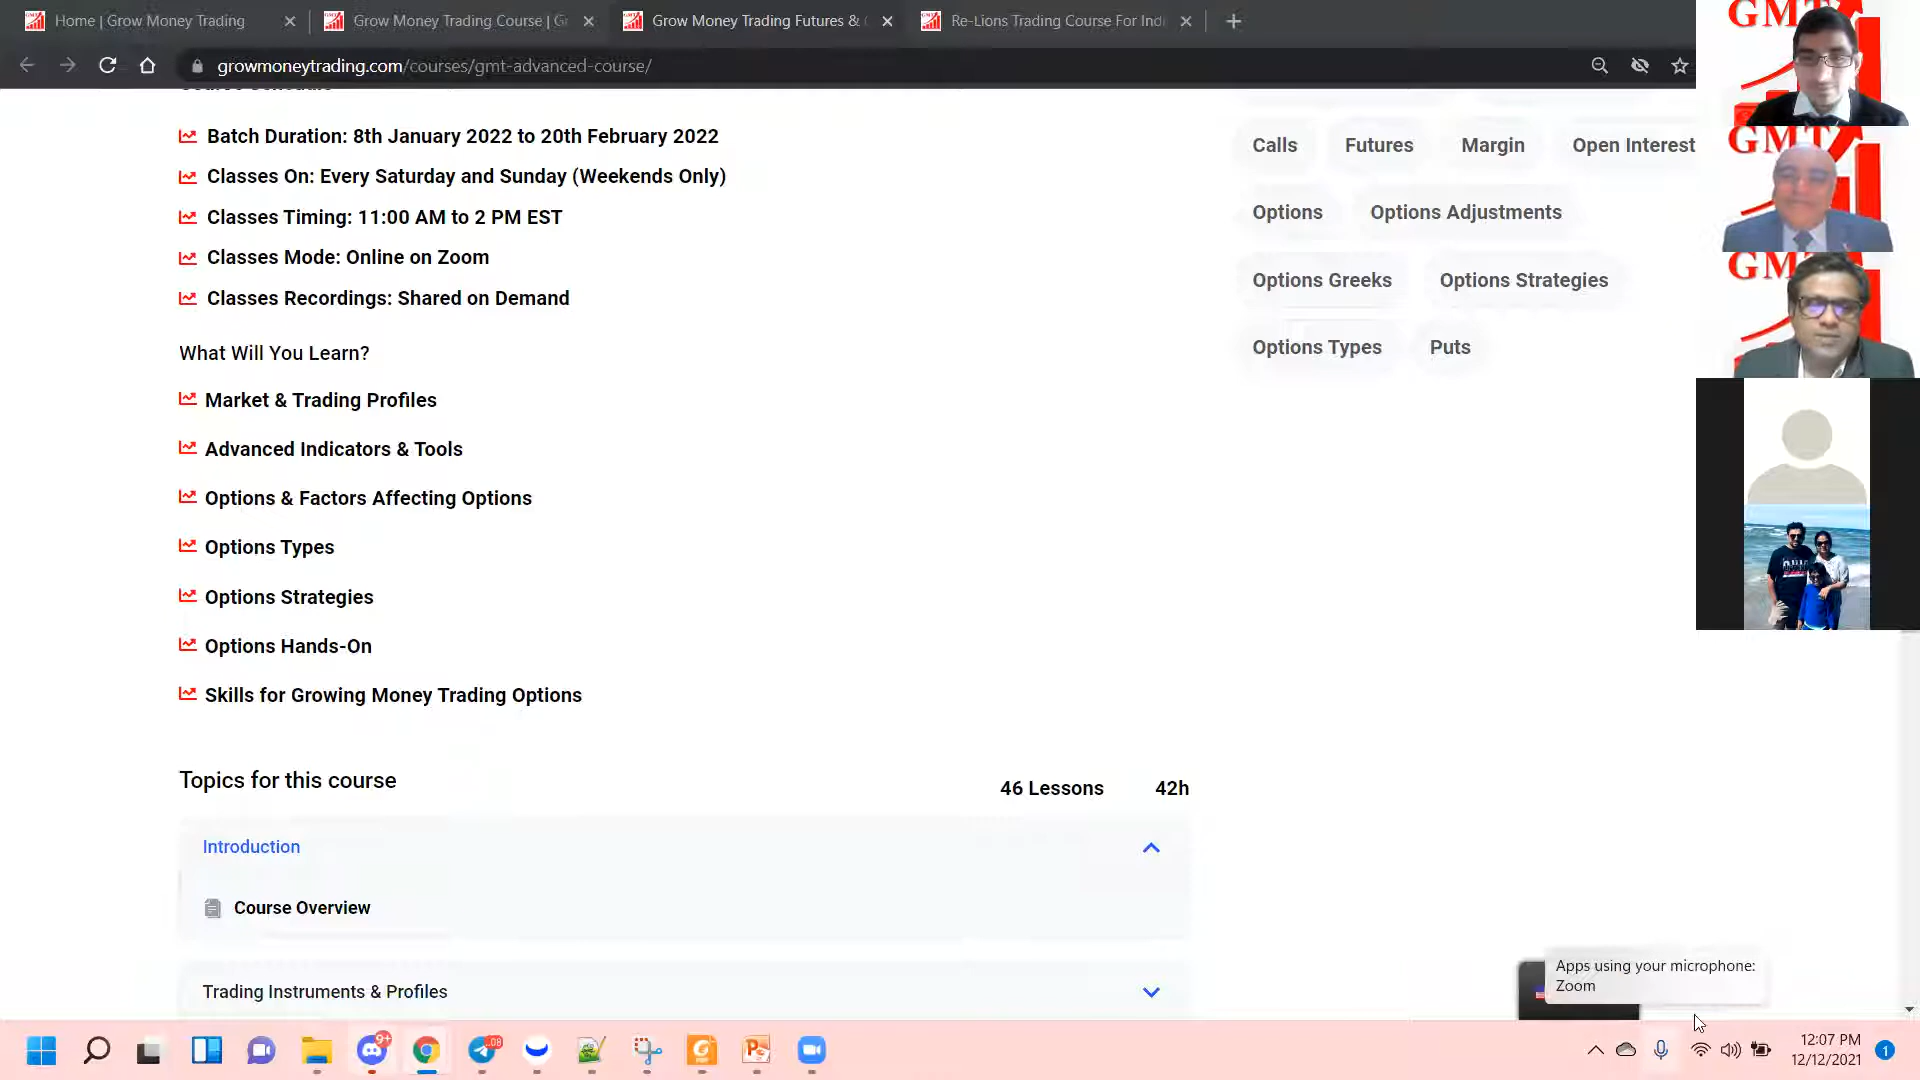 Home | Grow Money Trading
Grow Money Trading Course | G
Grow Money Trading Futures &
Re-Lions Trading Course For Indi
growmoneytrading.com/courses/gmt-advanced-course/
Batch Duration: 8th January 2022 to 20th February 2022
Classes On: Every Saturday and Sunday (Weekends Only)
Classes Timing: 11:00 AM to 2 PM EST
Classes Mode: Online on Zoom
Classes Recordings: Shared on Demand
What Will You Learn?
Market & Trading Profiles
Advanced Indicators & Tools
Options & Factors Affecting Options
Options Types
Options Strategies
Options Hands-On
Skills for Growing Money Trading Options
Topics for this course
46 Lessons 42h
Introduction
Course Overview
Trading Instruments & Profiles
Calls Futures Margin Open Interest
Options Options Adjustments
Options Greeks Options Strategies
Options Types Puts
GMT
GMT
GMT
Apps using your microphone:
Zoom
9+
12:07 PM
12/12/2021
1